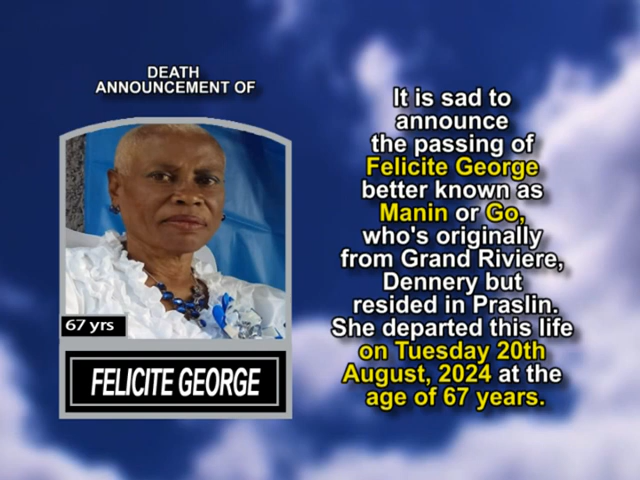 DEATH
ANNOUNCEMENT OF
67 yrs
FELICITE GEORGE
It is sad to
announce
the passing of
Felicite George
better known as
Manin or Go,
who's originally
from Grand Riviere,
Dennery but
resided in Praslin.
She departed this life
on Tuesday 20th
August, 2024 at the
age of 67 years.